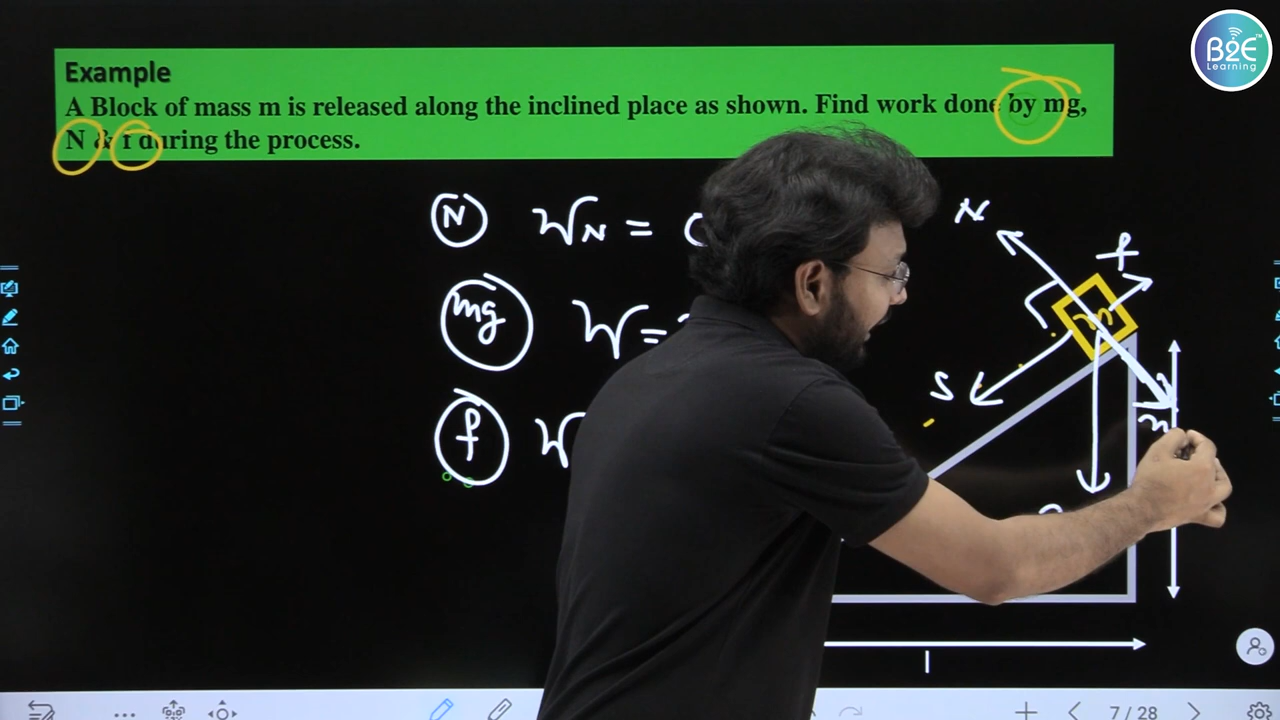 B2E
Learning
Example
A Block of mass m is released along the inclined place as shown. Find work done by mg,
N & f during the process.
N W_N =
mg W =
f W
N
f
m
S
7 / 28